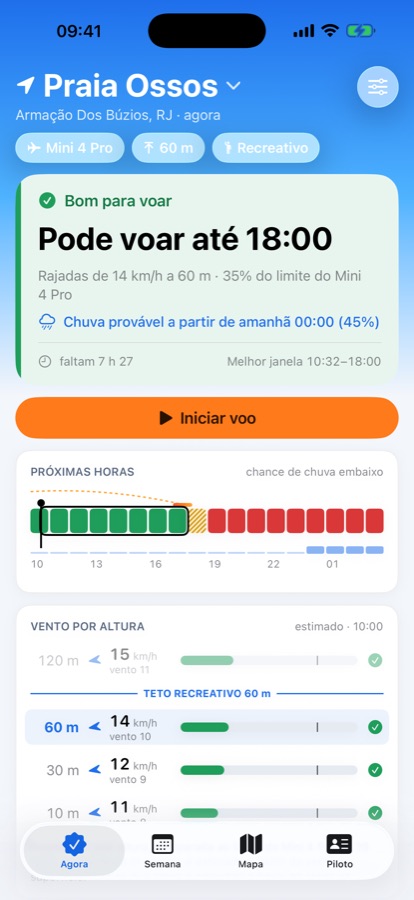 09:41
Praia Ossos
Armação Dos Búzios, RJ · agora
Mini 4 Pro
60 m
Recreativo
Bom para voar
Pode voar até 18:00
Rajadas de 14 km/h a 60 m · 35% do limite do Mini
4 Pro
Chuva provável a partir de amanhã 00:00 (45%)
faltam 7 h 27
Melhor janela 10:32–18:00
Iniciar voo
PRÓXIMAS HORAS
chance de chuva embaixo
10 13 16 19 22 01
VENTO POR ALTURA
estimado · 10:00
120 m 15 km/h
vento 11
TETO RECREATIVO 60 m
60 m 14 km/h
vento 10
30 m 12 km/h
vento 9
10 m 11 km/h
Agora
Semana
Mapa
Piloto